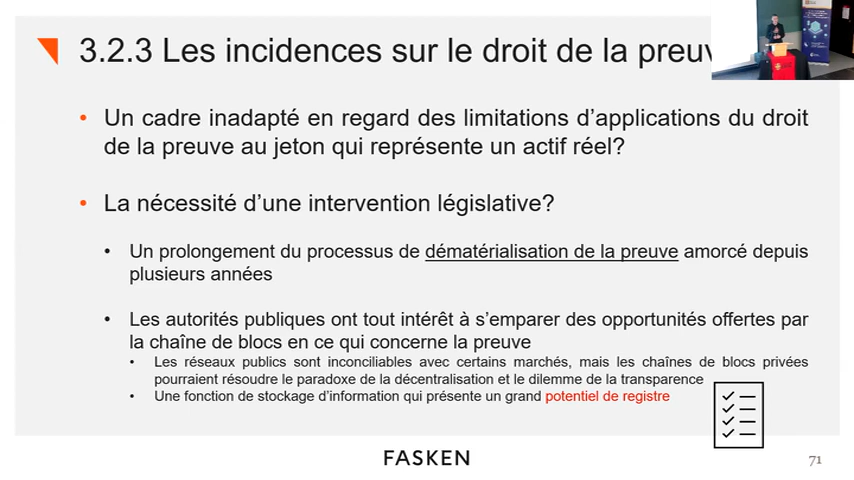 3.2.3 Les incidences sur le droit de la
Un cadre inadapté en regard des limitations d'applications du droit
de la preuve au jeton qui représente un actif réel?
La nécessité d'une intervention législative?
Un prolongement du processus de dématérialisation de la preuve amorcé depuis
plusieurs années
Les autorités publiques ont tout intérêt à s'emparer des opportunités offertes par
la chaîne de blocs en ce qui concerne la preuve
Les réseaux publics sont inconciliables avec certains marchés, mais les chaînes de blocs privées
pourraient résoudre le paradoxe de la décentralisation et le dilemme de la transparence
Une fonction de stockage d'information qui présente un grand potentiel de registre
FASKEN
71